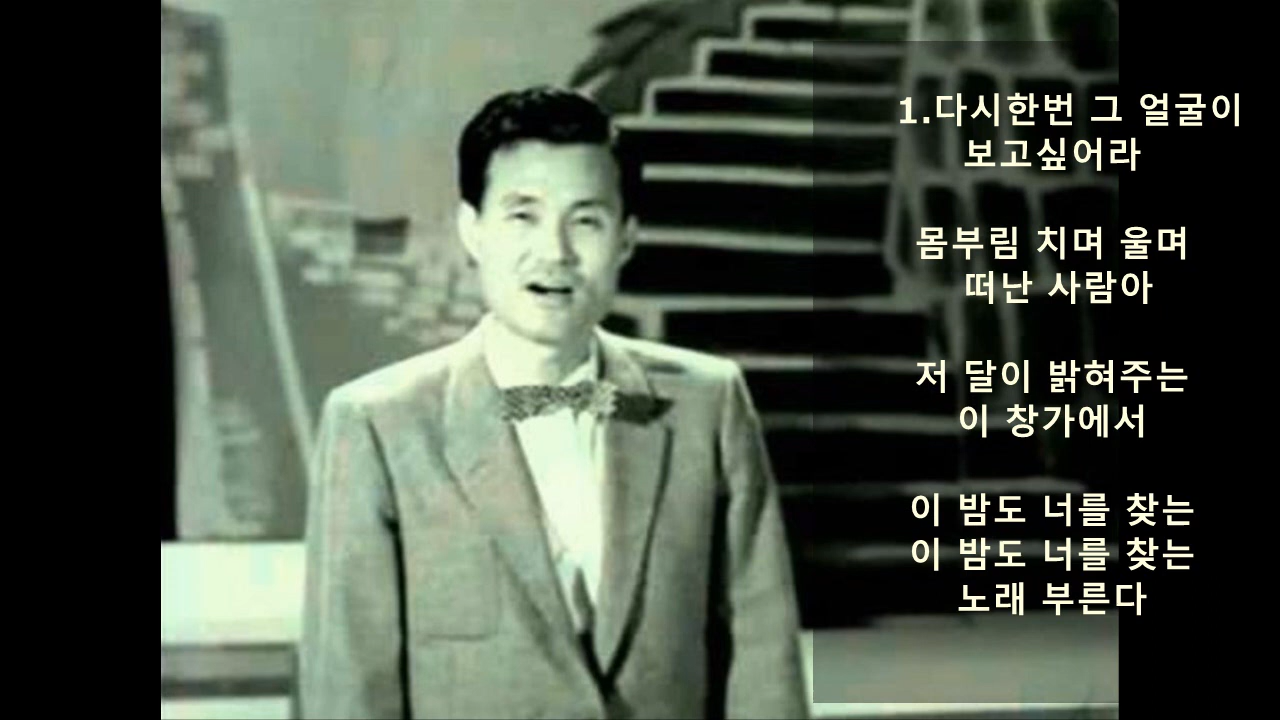 1.다시한번 그 얼굴이
보고싶어라
몸부림 치며 울며
떠난 사람아
저 달이 밝혀주는
이 창가에서
이 밤도 너를 찾는
이 밤도 너를 찾는
노래 부른다